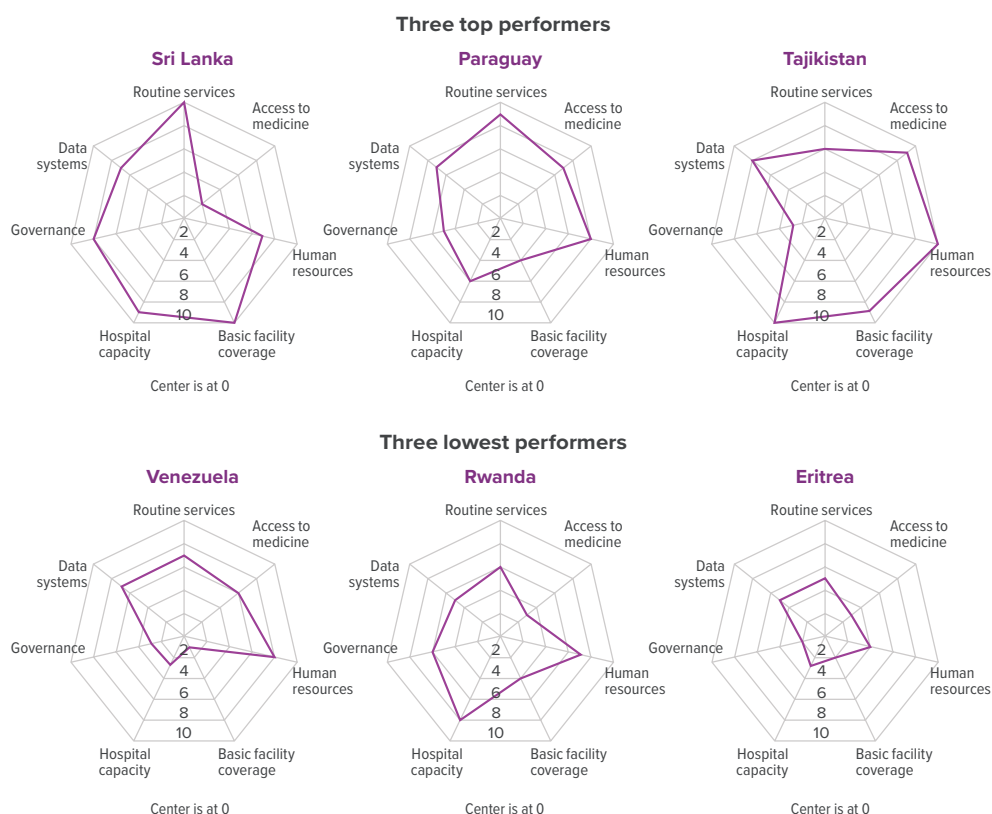 Three top performers
Sri Lanka
Routine services
Access to
medicine
Data
systems
Governance
Human
resources
2
4
6
8
10
Hospital
capacity
Basic facility
coverage
Center is at 0
Paraguay
Routine services
Access to
medicine
Data
systems
Governance
Human
resources
2
4
6
8
10
Hospital
capacity
Basic facility
coverage
Center is at 0
Tajikistan
Routine services
Access to
medicine
Data
systems
Governance
Human
resources
2
4
6
8
10
Hospital
capacity
Basic facility
coverage
Center is at 0
Three lowest performers
Venezuela
Routine services
Access to
medicine
Data
systems
Governance
Human
resources
2
4
6
8
10
Hospital
capacity
Basic facility
coverage
Center is at 0
Rwanda
Routine services
Access to
medicine
Data
systems
Governance
Human
resources
2
4
6
8
10
Hospital
capacity
Basic facility
coverage
Center is at 0
Eritrea
Routine services
Access to
medicine
Data
systems
Governance
Human
resources
2
4
6
8
10
Hospital
capacity
Basic facility
coverage
Center is at 0